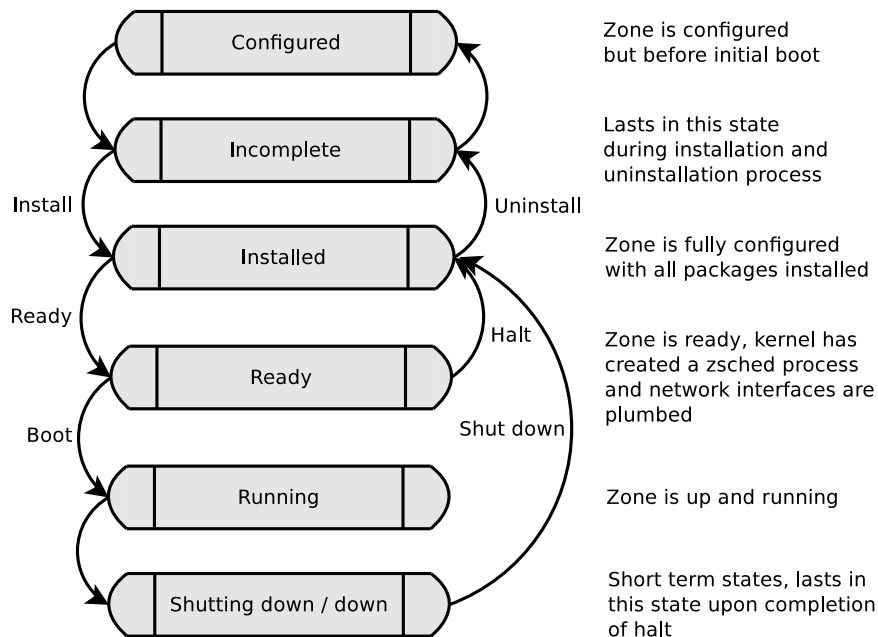 Configured
Zone is configured
but before initial boot
Incomplete
Lasts in this state
during installation and
uninstallation process
Install
Uninstall
Installed
Zone is fully configured
with all packages installed
Ready
Halt
Ready
Zone is ready, kernel has
created a zsched process
and network interfaces are
plumbed
Boot
Shut down
Running
Zone is up and running
Shutting down / down
Short term states, lasts in
this state upon completion
of halt